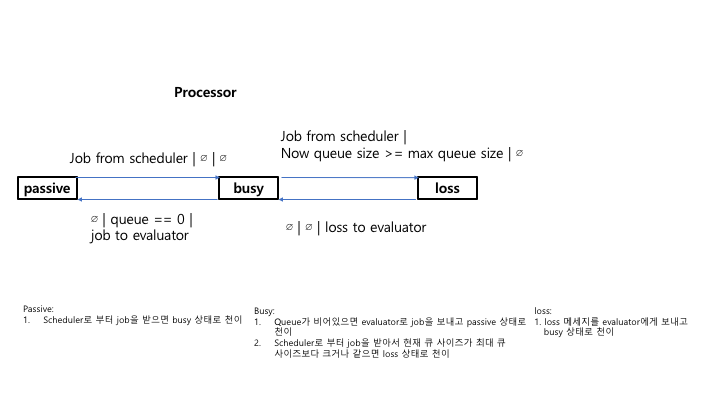 Processor
Job from scheduler |
Now queue size >= max queue size | ∅
Job from scheduler | ∅ | ∅
passive
busy
loss
∅ | queue == 0 |
job to evaluator
∅ | ∅ | loss to evaluator
Passive:
1. Scheduler로 부터 job을 받으면 busy 상태로 천이
Busy:
1. Queue가 비어있으면 evaluator로 job을 보내고 passive 상태로
천이
2. Scheduler로 부터 job을 받아서 현재 큐 사이즈가 최대 큐
사이즈보다 크거나 같으면 loss 상태로 천이
loss:
1. loss 메세지를 evaluator에게 보내고
busy 상태로 천이